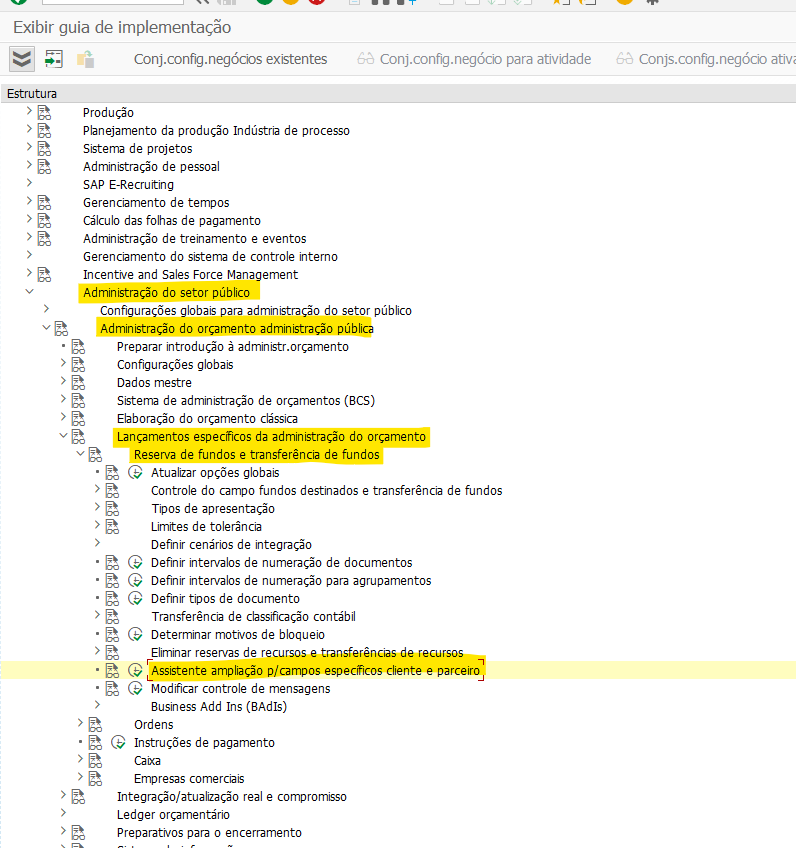 Exibir guia de implementação
Conj.config.negócios existentes
Conj.config.negócio para atividade
Conjs.config.negócio ativa
Estrutura
Produção
Planejamento da produção Indústria de processo
Sistema de projetos
Administração de pessoal
SAP E-Recruiting
Gerenciamento de tempos
Cálculo das folhas de pagamento
Administração de treinamento e eventos
Gerenciamento do sistema de controle interno
Incentive and Sales Force Management
Administração do setor público
Configurações globais para administração do setor público
Administração do orçamento administração pública
Preparar introdução à administr.orçamento
Configurações globais
Dados mestre
Sistema de administração de orçamentos (BCS)
Elaboração do orçamento clássica
Lançamentos específicos da administração do orçamento
Reserva de fundos e transferência de fundos
Atualizar opções globais
Controle do campo fundos destinados e transferência de fundos
Tipos de apresentação
Limites de tolerância
Definir cenários de integração
Definir intervalos de numeração de documentos
Definir intervalos de numeração para agrupamentos
Definir tipos de documento
Transferência de classificação contábil
Determinar motivos de bloqueio
Eliminar reservas de recursos e transferências de recursos
Assistente ampliação p/campos específicos cliente e parceiro
Modificar controle de mensagens
Business Add Ins (BAdIs)
Ordens
Instruções de pagamento
Caixa
Empresas comerciais
Integração/atualização real e compromisso
Ledger orçamentário
Preparativos para o encerramento